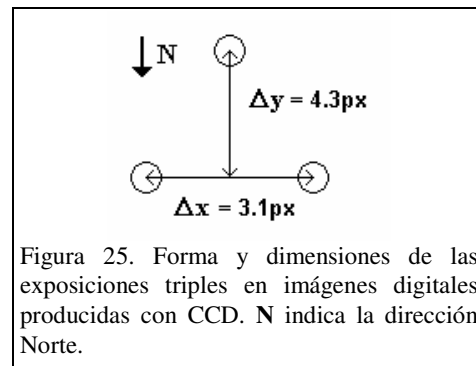 N
Δy = 4.3px
Δx = 3.1px
Figura 25. Forma y dimensiones de las
exposiciones triples en imágenes digitales
producidas con CCD. N indica la dirección
Norte.